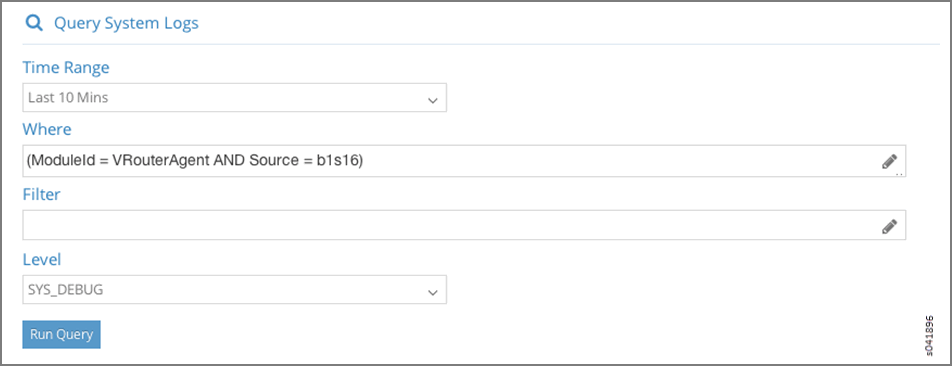 Query System Logs
Time Range
Last 10 Mins
Where
(ModuleId = VRouterAgent AND Source = b1s16)
Filter
Level
SYS_DEBUG
Run Query
s041896